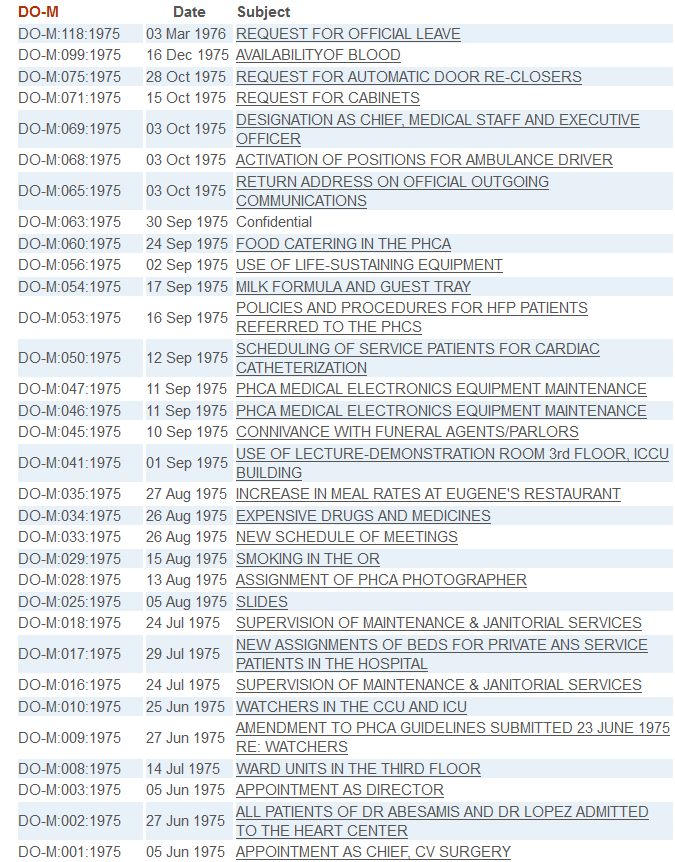 DO-M Date Subject
DO-M:118:1975 03 Mar 1976 REQUEST FOR OFFICIAL LEAVE
DO-M:099:1975 16 Dec 1975 AVAILABILITYOF BLOOD
DO-M:075:1975 28 Oct 1975 REQUEST FOR AUTOMATIC DOOR RE-CLOSERS
DO-M:071:1975 15 Oct 1975 REQUEST FOR CABINETS
DO-M:069:1975 03 Oct 1975 DESIGNATION AS CHIEF, MEDICAL STAFF AND EXECUTIVE
OFFICER
DO-M:068:1975 03 Oct 1975 ACTIVATION OF POSITIONS FOR AMBULANCE DRIVER
DO-M:065:1975 03 Oct 1975 RETURN ADDRESS ON OFFICIAL OUTGOING
COMMUNICATIONS
DO-M:063:1975 30 Sep 1975 Confidential
DO-M:060:1975 24 Sep 1975 FOOD CATERING IN THE PHCA
DO-M:056:1975 02 Sep 1975 USE OF LIFE-SUSTAINING EQUIPMENT
DO-M:054:1975 17 Sep 1975 MILK FORMULA AND GUEST TRAY
DO-M:053:1975 16 Sep 1975 POLICIES AND PROCEDURES FOR HFP PATIENTS
REFERRED TO THE PHCS
DO-M:050:1975 12 Sep 1975 SCHEDULING OF SERVICE PATIENTS FOR CARDIAC
CATHETERIZATION
DO-M:047:1975 11 Sep 1975 PHCA MEDICAL ELECTRONICS EQUIPMENT MAINTENANCE
DO-M:046:1975 11 Sep 1975 PHCA MEDICAL ELECTRONICS EQUIPMENT MAINTENANCE
DO-M:045:1975 10 Sep 1975 CONNIVANCE WITH FUNERAL AGENTS/PARLORS
DO-M:041:1975 01 Sep 1975 USE OF LECTURE-DEMONSTRATION ROOM 3rd FLOOR, ICCU
BUILDING
DO-M:035:1975 27 Aug 1975 INCREASE IN MEAL RATES AT EUGENE'S RESTAURANT
DO-M:034:1975 26 Aug 1975 EXPENSIVE DRUGS AND MEDICINES
DO-M:033:1975 26 Aug 1975 NEW SCHEDULE OF MEETINGS
DO-M:029:1975 15 Aug 1975 SMOKING IN THE OR
DO-M:028:1975 13 Aug 1975 ASSIGNMENT OF PHCA PHOTOGRAPHER
DO-M:025:1975 05 Aug 1975 SLIDES
DO-M:018:1975 24 Jul 1975 SUPERVISION OF MAINTENANCE & JANITORIAL SERVICES
DO-M:017:1975 29 Jul 1975 NEW ASSIGNMENTS OF BEDS FOR PRIVATE ANS SERVICE
PATIENTS IN THE HOSPITAL
DO-M:016:1975 24 Jul 1975 SUPERVISION OF MAINTENANCE & JANITORIAL SERVICES
DO-M:010:1975 25 Jun 1975 WATCHERS IN THE CCU AND ICU
DO-M:009:1975 27 Jun 1975 AMENDMENT TO PHCA GUIDELINES SUBMITTED 23 JUNE 1975
RE: WATCHERS
DO-M:008:1975 14 Jul 1975 WARD UNITS IN THE THIRD FLOOR
DO-M:003:1975 05 Jun 1975 APPOINTMENT AS DIRECTOR
DO-M:002:1975 27 Jun 1975 ALL PATIENTS OF DR ABESAMIS AND DR LOPEZ ADMITTED
TO THE HEART CENTER
DO-M:001:1975 05 Jun 1975 APPOINTMENT AS CHIEF, CV SURGERY